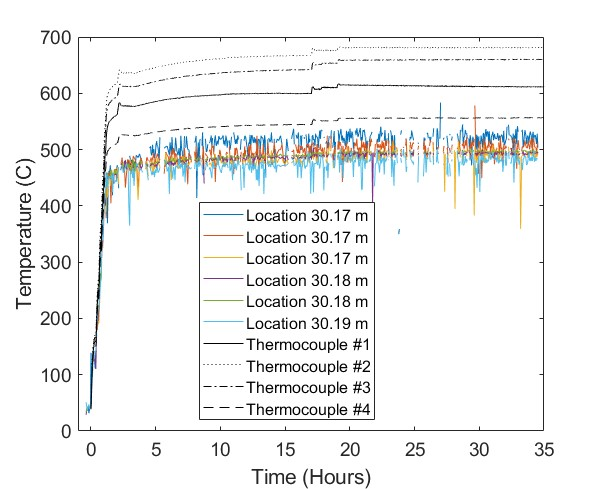 700
600
500
400
300
200
100
0
Temperature (C)
Location 30.17 m
Location 30.17 m
Location 30.17 m
Location 30.18 m
Location 30.18 m
Location 30.19 m
Thermocouple #1
Thermocouple #2
Thermocouple #3
Thermocouple #4
0 5 10 15 20 25 30 35
Time (Hours)